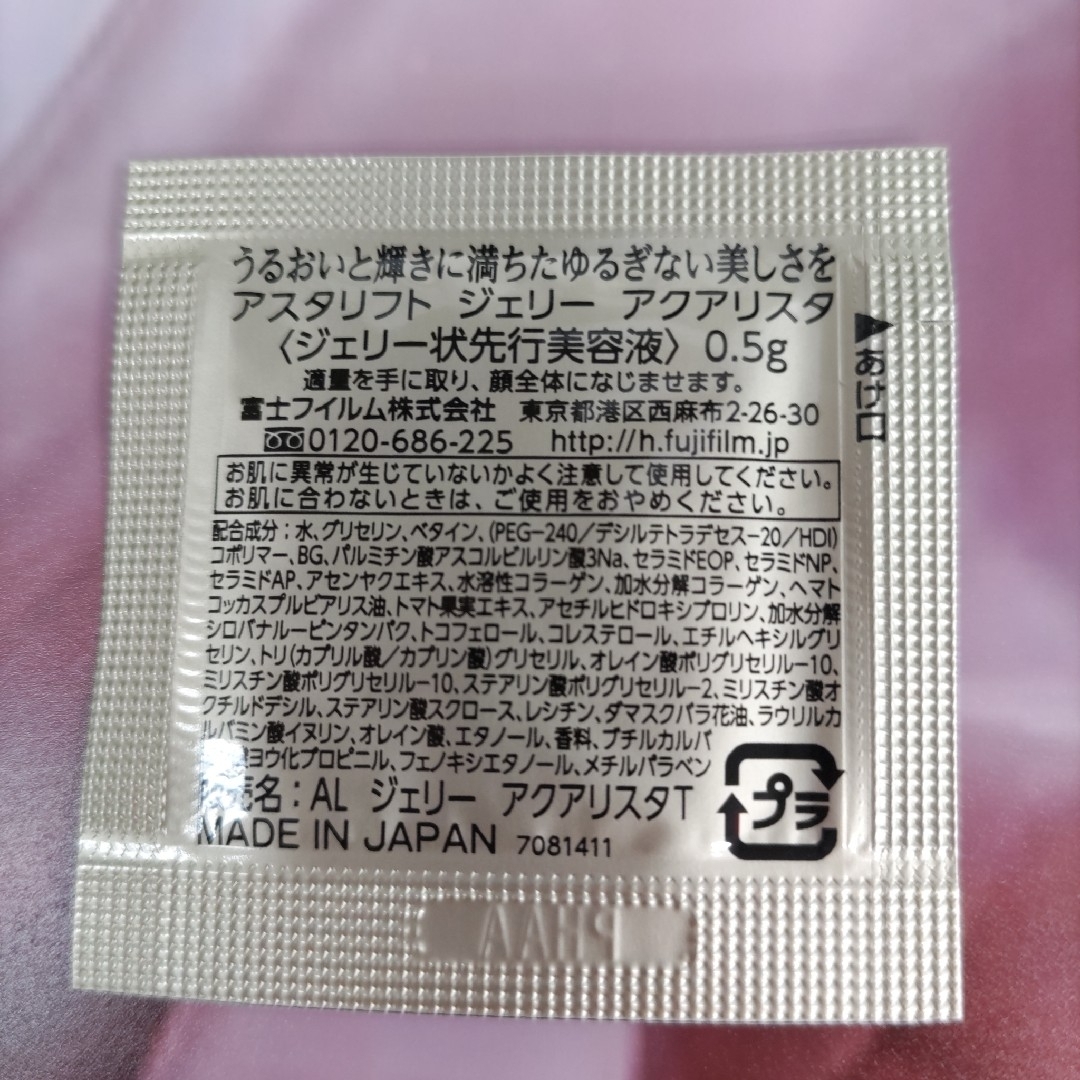 うるおいと輝きに満ちたゆるぎない美しさを
アスタリフト ジェリー アクアリスタ
〈ジェリー状先行美容液〉 0.5g
適量を手に取り、顔全体になじませます。
富士フイルム株式会社 東京都港区西麻布2-26-30
0120-686-225 http://h.fujifilm.jp
お肌に異常が生じていないかよく注意して使用してください。
お肌に合わないときは、ご使用をおやめください。
配合成分：水、グリセリン、ベタイン、(PEG-240／デシルテトラデセス-20／HDI)
コポリマー、BG、パルミチン酸アスコルビルリン酸3Na、セラミドEOP、セラミドNP、
セラミドAP、アセンヤクエキス、水溶性コラーゲン、加水分解コラーゲン、ヘマト
コッカスプルビアリス油、トマト果実エキス、アセチルヒドロキシプロリン、加水分解
シロバナルーピンタンパク、トコフェロール、コレステロール、エチルヘキシルグリ
セリン、トリ(カプリル酸／カプリン酸)グリセリル、オレイン酸ポリグリセリル-10、
ミリスチン酸ポリグリセリル-10、ステアリン酸ポリグリセリル-2、ミリスチン酸オ
クチルドデシル、ステアリン酸スクロース、レシチン、ダマスクバラ花油、ラウリルカ
ルバミン酸イヌリン、オレイン酸、エタノール、香料、ブチルカルバ
ヨウ化プロピニル、フェノキシエタノール、メチルパラベン
売名：AL ジェリー アクアリスタT
MADE IN JAPAN 7081411
あけ口
プラ